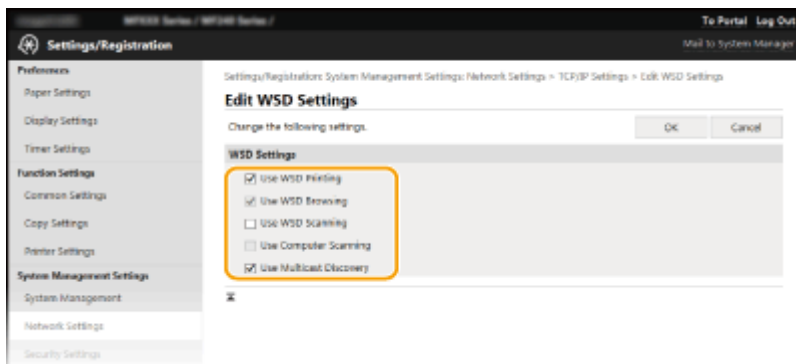 To Portal Log Out
Settings/Registration
Mail to System Manager
Preferences
Paper Settings
Display Settings
Timer Settings
Function Settings
Common Settings
Copy Settings
Printer Settings
System Management Settings
System Management
Network Settings
Security Settings
Settings/Registration: System Management Settings: Network Settings > TCP/IP Settings > Edit WSD Settings
Edit WSD Settings
Change the following settings.
OK
Cancel
WSD Settings
Use WSD Printing
Use WSD Browsing
Use WSD Scanning
Use Computer Scanning
Use Multicast Discovery